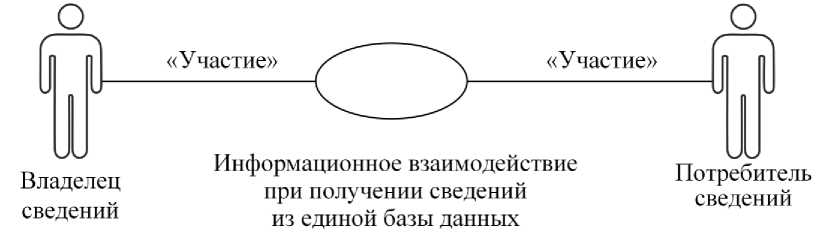 «Участие»
«Участие»
Владелец
сведений
Информационное взаимодействие
при получении сведений
из единой базы данных
Потребитель
сведений